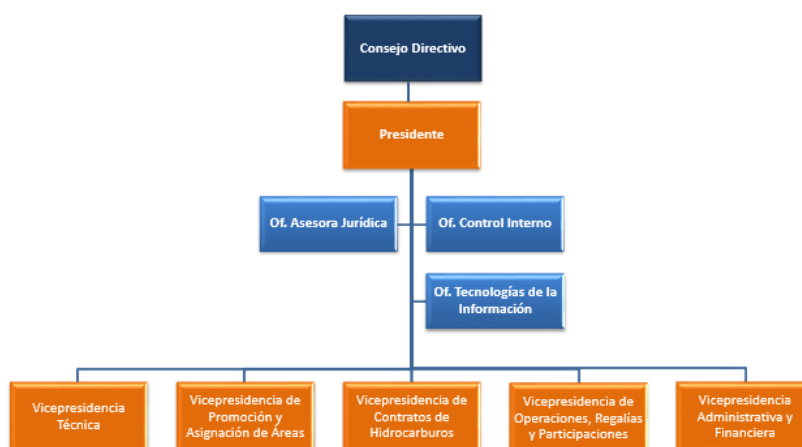 Consejo Directivo
Presidente
Of. Asesora Jurídica
Of. Control Interno
Of. Tecnologías de la
Información
Vicepresidencia
Técnica
Vicepresidencia de
Promoción y
Asignación de Áreas
Vicepresidencia de
Contratos de
Hidrocarburos
Vicepresidencia de
Operaciones, Regalías
y Participaciones
Vicepresidencia
Administrativa y
Financiera